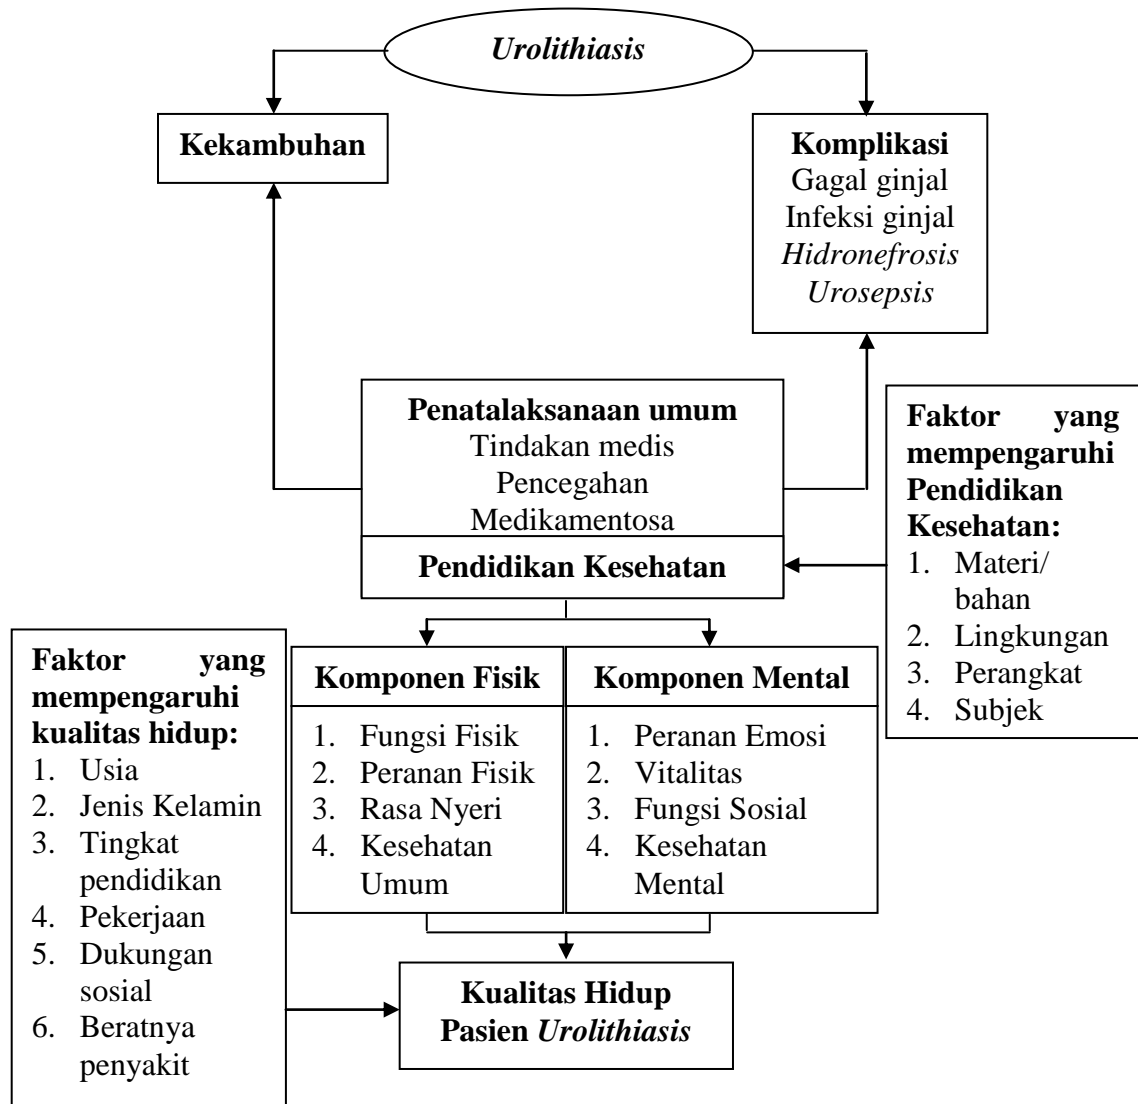 Urolithiasis
Kekambuhan
Komplikasi
Gagal ginjal
Infeksi ginjal
Hidronefrosis
Urosepsis
Penatalaksanaan umum
Tindakan medis
Pencegahan
Medikamentosa
Pendidikan Kesehatan
Faktor yang
mempengaruhi
Pendidikan
Kesehatan:
1. Materi/
bahan
2. Lingkungan
3. Perangkat
4. Subjek
Faktor yang
mempengaruhi
kualitas hidup:
1. Usia
2. Jenis Kelamin
3. Tingkat
pendidikan
4. Pekerjaan
5. Dukungan
sosial
6. Beratnya
penyakit
Komponen Fisik
1. Fungsi Fisik
2. Peranan Fisik
3. Rasa Nyeri
4. Kesehatan
Umum
Komponen Mental
1. Peranan Emosi
2. Vitalitas
3. Fungsi Sosial
4. Kesehatan
Mental
Kualitas Hidup
Pasien Urolithiasis